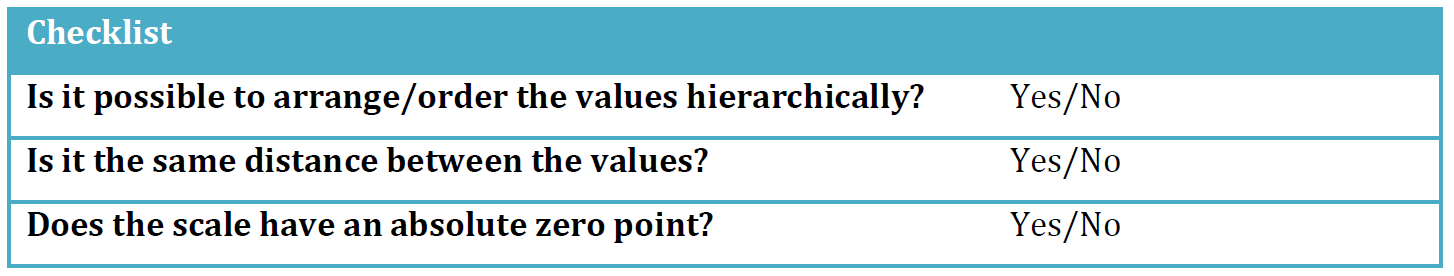 Checklist
Is it possible to arrange/order the values hierarchically? Yes/No
Is it the same distance between the values? Yes/No
Does the scale have an absolute zero point? Yes/No